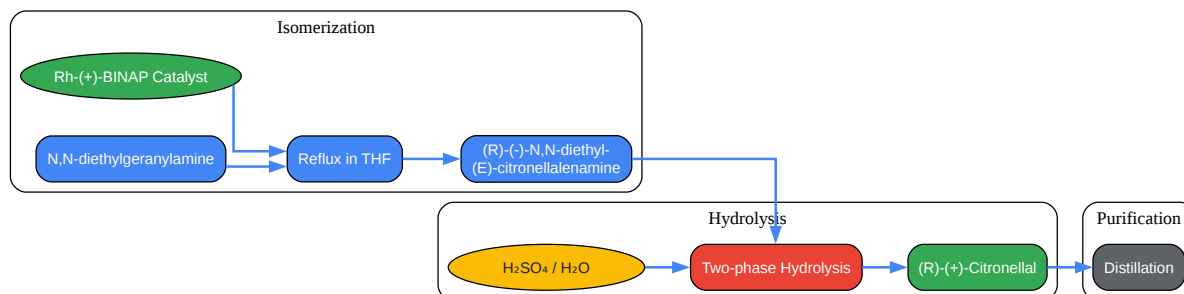 Isomerization
Rh-(+)-BINAP Catalyst
N,N-diethylgeranylamine
Reflux in THF
(R)-(-)-N,N-diethyl-
(E)-citronellalenamine
Hydrolysis
Purification
H₂SO₄ / H₂O
Two-phase Hydrolysis
(R)-(+)-Citronellal
Distillation